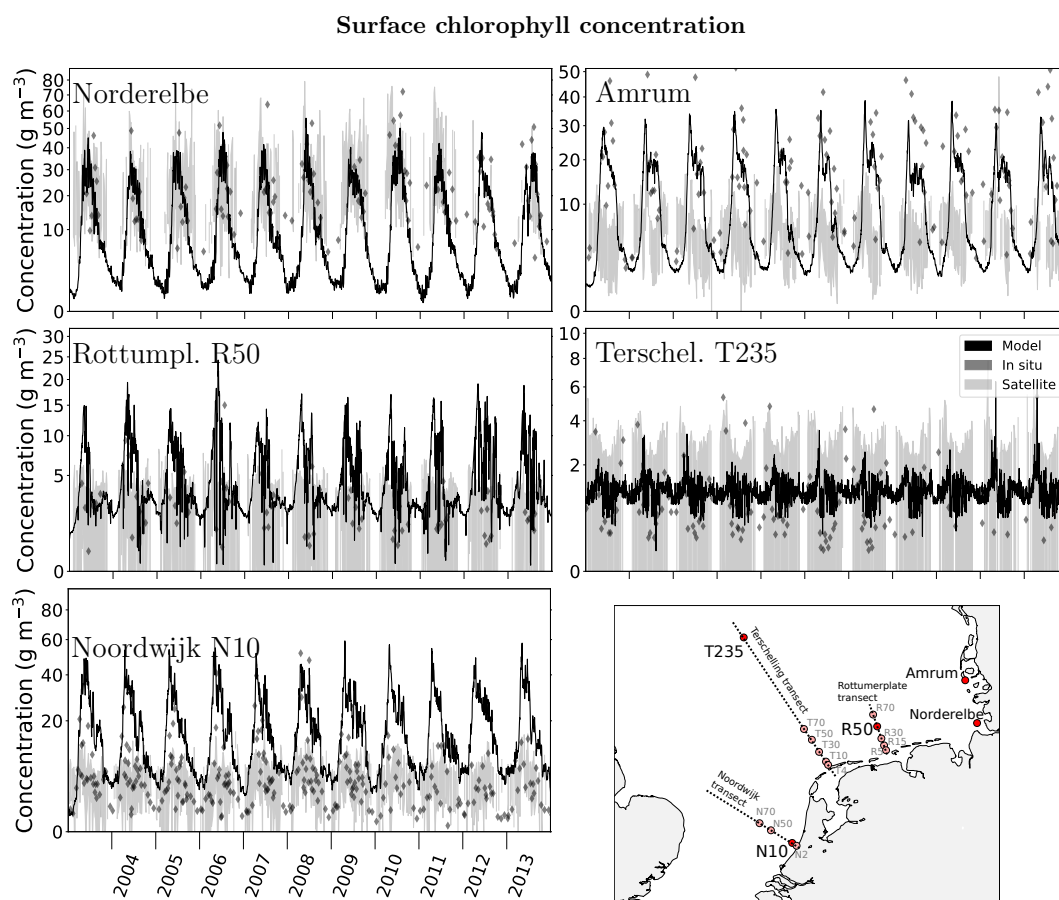 Surface chlorophyll concentration
Norderelbe
Concentration (g m−3)
80
70
60
50
40
30
20
10
0
Amrum
50
40
30
20
10
0
Rottumpl. R50
Concentration (g m−3)
30
25
20
15
10
5
0
Terschel. T235
10
8
6
4
2
0
Model
In situ
Satellite
Noordwijk N10
Concentration (g m−3)
80
60
40
20
0
2004
2005
2006
2007
2008
2009
2010
2011
2012
2013
T235
Terschelling transect
Amrum
Rottumerplate
transect
R70
Norderelbe
R50
T70
T50
R30
R15
T30
T10
Noordwijk
transect
N70
N50
N10
N2